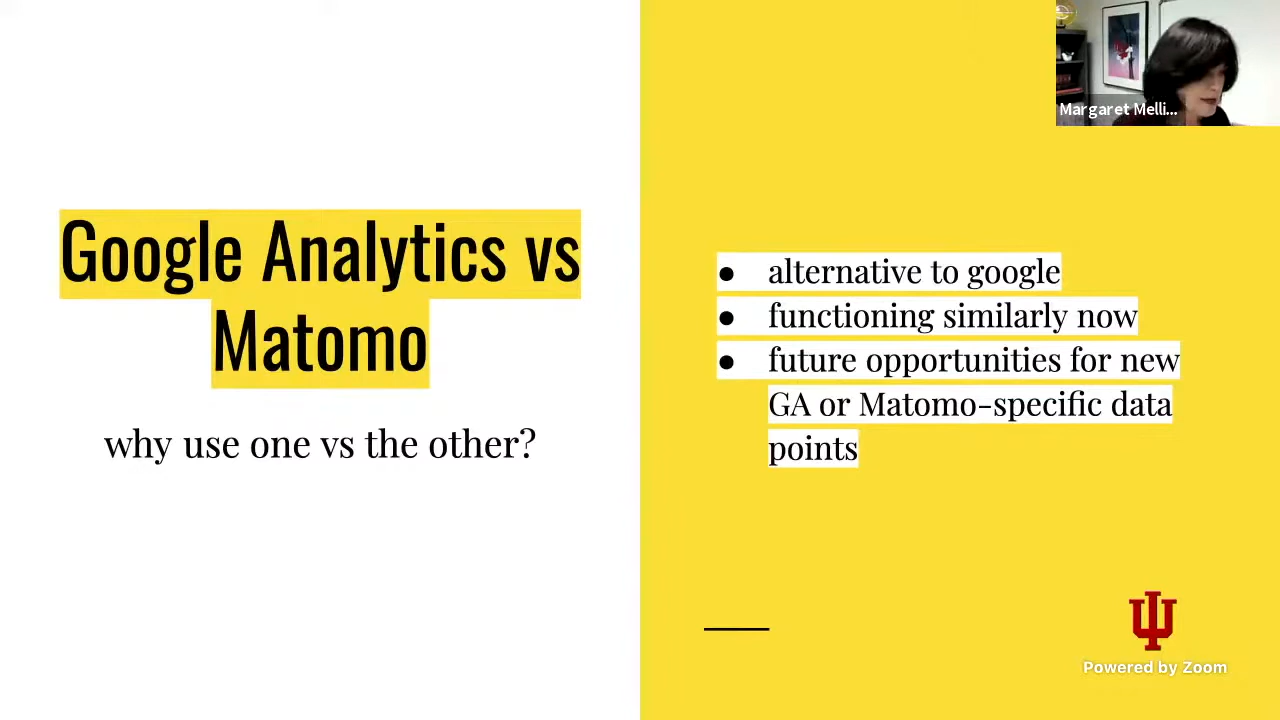 Google Analytics vs
Matomo
why use one vs the other?
Margaret Melli...
● alternative to google
● functioning similarly now
● future opportunities for new
GA or Matomo-specific data
points
Powered by Zoom